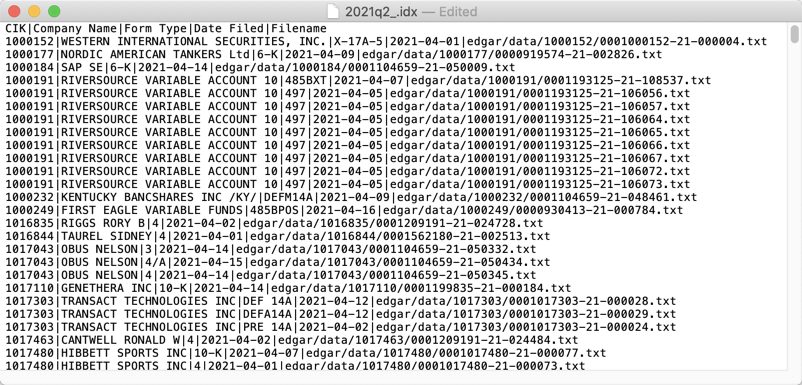 2021q2_.idx — Edited
CIK|Company Name|Form Type|Date Filed|Filename
1000152|WESTERN INTERNATIONAL SECURITIES, INC.|X-17A-5|2021-04-01|edgar/data/1000152/0001000152-21-000004.txt
1000177|NORDIC AMERICAN TANKERS Ltd|6-K|2021-04-09|edgar/data/1000177/0000919574-21-002826.txt
1000184|SAP SE|6-K|2021-04-14|edgar/data/1000184/0001104659-21-050009.txt
1000191|RIVERSOURCE VARIABLE ACCOUNT 10|485BXT|2021-04-07|edgar/data/1000191/0001193125-21-108537.txt
1000191|RIVERSOURCE VARIABLE ACCOUNT 10|497|2021-04-05|edgar/data/1000191/0001193125-21-106056.txt
1000191|RIVERSOURCE VARIABLE ACCOUNT 10|497|2021-04-05|edgar/data/1000191/0001193125-21-106057.txt
1000191|RIVERSOURCE VARIABLE ACCOUNT 10|497|2021-04-05|edgar/data/1000191/0001193125-21-106064.txt
1000191|RIVERSOURCE VARIABLE ACCOUNT 10|497|2021-04-05|edgar/data/1000191/0001193125-21-106065.txt
1000191|RIVERSOURCE VARIABLE ACCOUNT 10|497|2021-04-05|edgar/data/1000191/0001193125-21-106066.txt
1000191|RIVERSOURCE VARIABLE ACCOUNT 10|497|2021-04-05|edgar/data/1000191/0001193125-21-106067.txt
1000191|RIVERSOURCE VARIABLE ACCOUNT 10|497|2021-04-05|edgar/data/1000191/0001193125-21-106072.txt
1000191|RIVERSOURCE VARIABLE ACCOUNT 10|497|2021-04-05|edgar/data/1000191/0001193125-21-106073.txt
1000232|KENTUCKY BANCSHARES INC /KY/|DEFM14A|2021-04-09|edgar/data/1000232/0001104659-21-048461.txt
1000249|FIRST EAGLE VARIABLE FUNDS|485BPOS|2021-04-16|edgar/data/1000249/0000930413-21-000784.txt
1016835|RIGGS RORY B|4|2021-04-02|edgar/data/1016835/0001209191-21-024728.txt
1016844|TAUREL SIDNEY|4|2021-04-01|edgar/data/1016844/0001562180-21-002513.txt
1017043|OBUS NELSON|3|2021-04-14|edgar/data/1017043/0001104659-21-050332.txt
1017043|OBUS NELSON|4/A|2021-04-15|edgar/data/1017043/0001104659-21-050434.txt
1017043|OBUS NELSON|4|2021-04-14|edgar/data/1017043/0001104659-21-050345.txt
1017110|GENETHERA INC|10-K|2021-04-14|edgar/data/1017110/0001199835-21-000184.txt
1017303|TRANSACT TECHNOLOGIES INC|DEF 14A|2021-04-12|edgar/data/1017303/0001017303-21-000028.txt
1017303|TRANSACT TECHNOLOGIES INC|DEFA14A|2021-04-12|edgar/data/1017303/0001017303-21-000029.txt
1017303|TRANSACT TECHNOLOGIES INC|PRE 14A|2021-04-02|edgar/data/1017303/0001017303-21-000024.txt
1017463|CANTWELL RONALD W|4|2021-04-02|edgar/data/1017463/0001209191-21-024484.txt
1017480|HIBBETT SPORTS INC|10-K|2021-04-07|edgar/data/1017480/0001017480-21-000077.txt
1017480|HIBBETT SPORTS INC|4|2021-04-01|edgar/data/1017480/0001017480-21-000073.txt